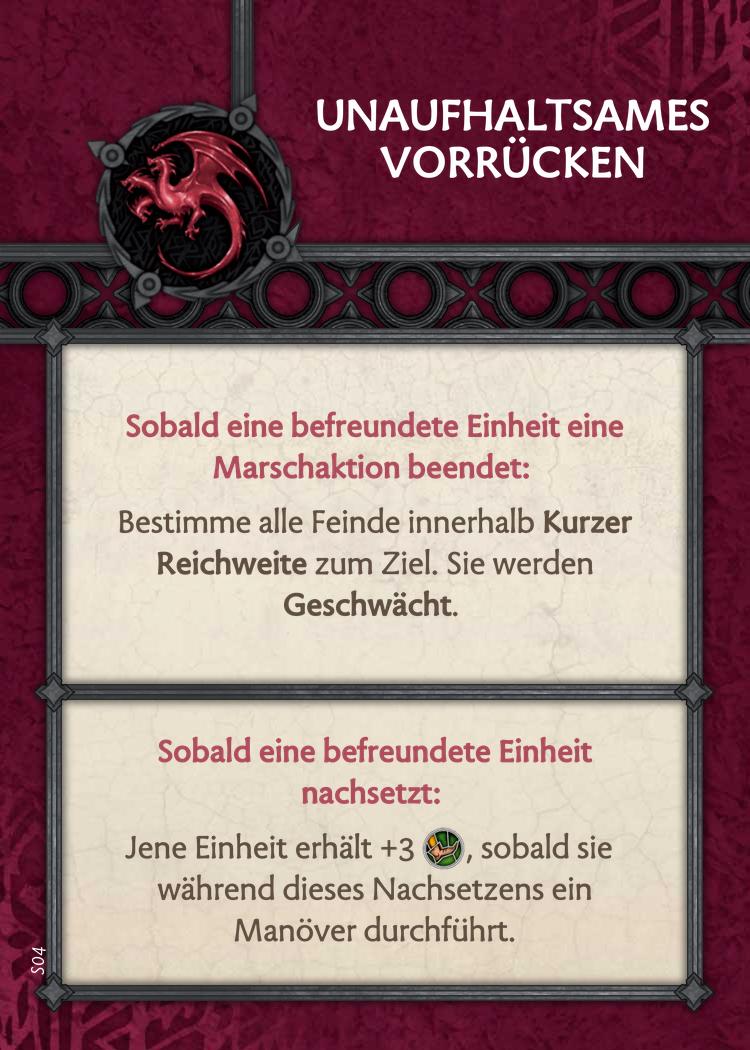 UNAUFHALTSAMES
VORRÜCKEN
Sobald eine befreundete Einheit eine
Marschaktion beendet:
Bestimme alle Feinde innerhalb Kurzer
Reichweite zum Ziel. Sie werden
Geschwächt.
Sobald eine befreundete Einheit
nachsetzt:
Jene Einheit erhält +3 , sobald sie
während dieses Nachsetzens ein
Manöver durchführt.
S04